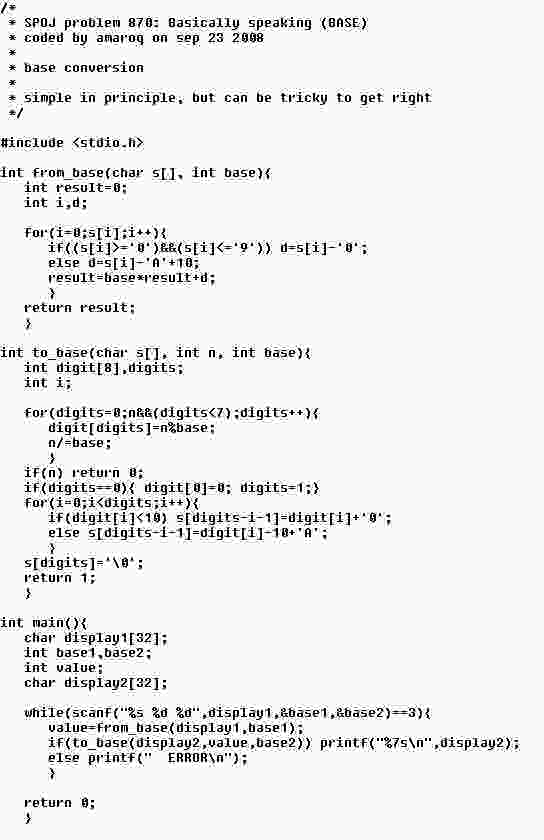 /*
 * SPOJ problem 870: Basically speaking (BASE)
 * coded by amaroq on sep 23 2008
 *
 * base conversion
 *
 * simple in principle, but can be tricky to get right
 */

#include <stdio.h>

int from_base(char s[], int base){
   int result=0;
   int i,d;

   for(i=0;s[i];i++){
      if((s[i]>='0')&&(s[i]<='9')) d=s[i]-'0';
      else d=s[i]-'A'+10;
      result=base*result+d;
      }
   return result;
   }

int to_base(char s[], int n, int base){
   int digit[8],digits;
   int i;

   for(digits=0;n&&(digits<7);digits++){
      digit[digits]=n%base;
      n/=base;
      }
   if(n) return 0;
   if(digits==0){ digit[0]=0; digits=1;}
   for(i=0;i<digits;i++){
      if(digit[i]<10) s[digits-i-1]=digit[i]+'0';
      else s[digits-i-1]=digit[i]-10+'A';
      }
   s[digits]='\0';
   return 1;
   }

int main(){
   char display1[32];
   int base1,base2;
   int value;
   char display2[32];

   while(scanf("%s %d %d",display1,&base1,&base2)==3){
      value=from_base(display1,base1);
      if(to_base(display2,value,base2)) printf("%7s\n",display2);
      else printf("  ERROR\n");
      }

   return 0;
   }